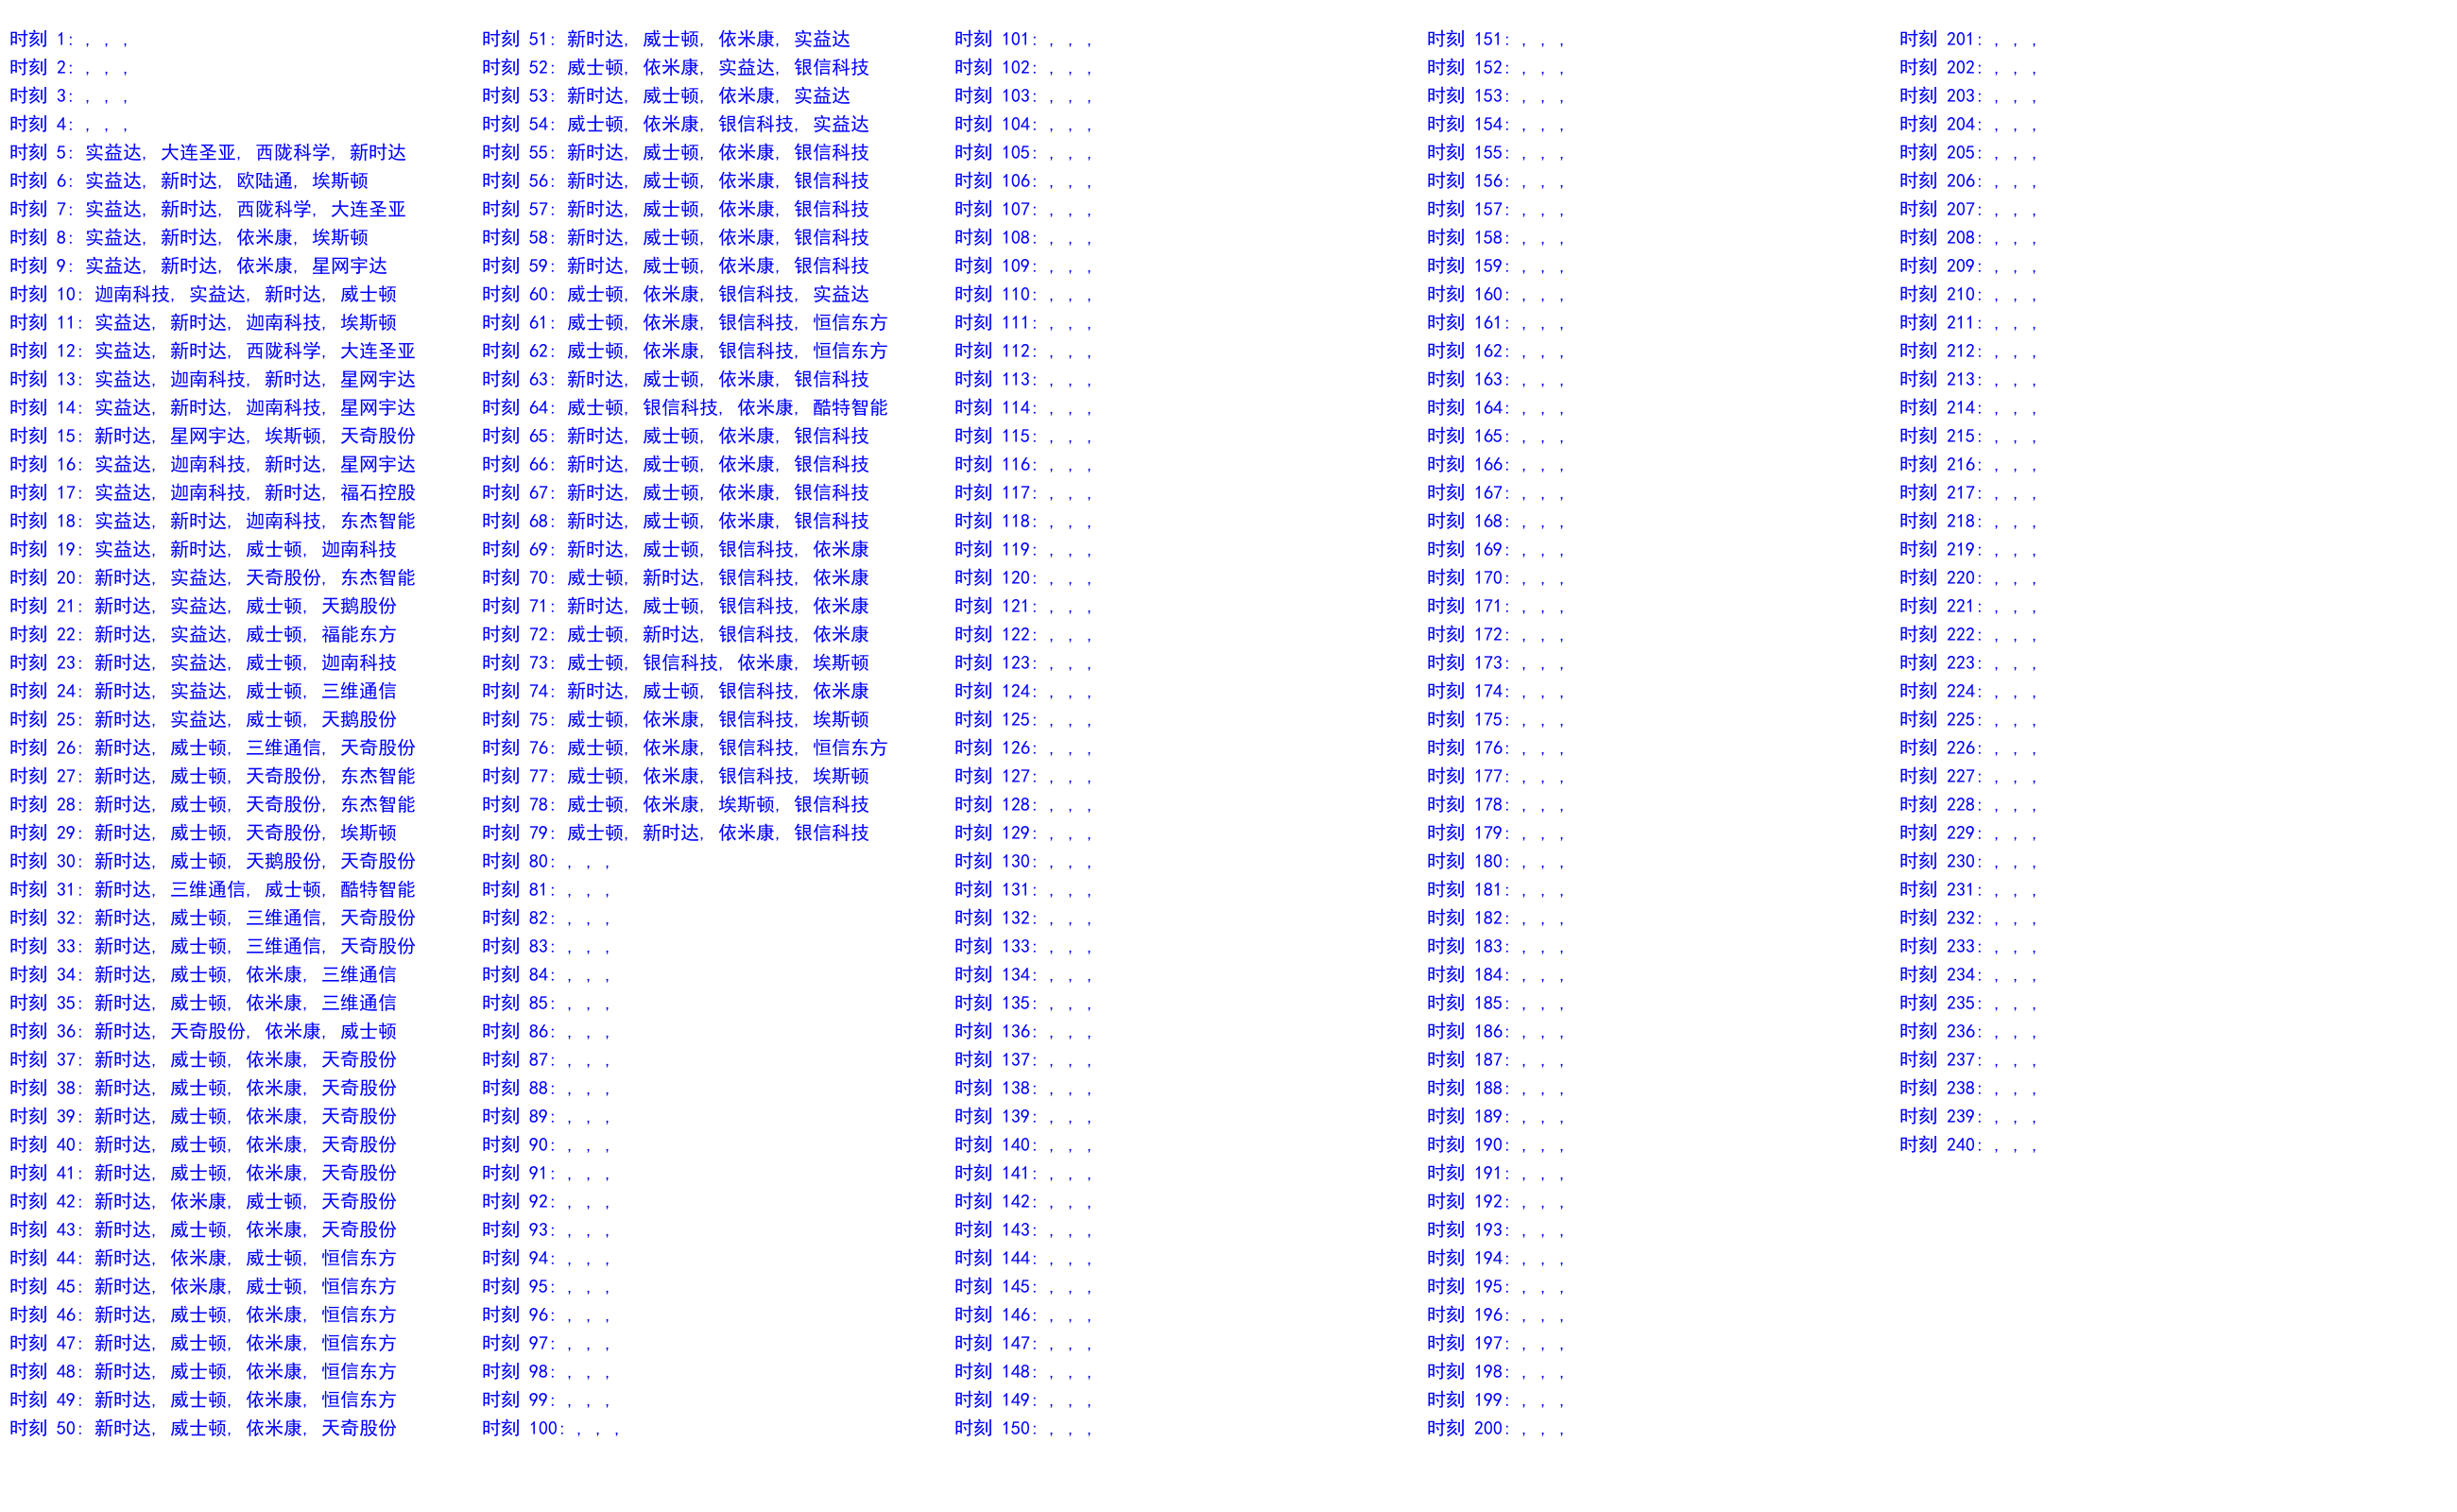 时刻 1: , , ,
时刻 2: , , ,
时刻 3: , , ,
时刻 4: , , ,
时刻 5: 实益达, 大连圣亚, 西陇科学, 新时达
时刻 6: 实益达, 新时达, 欧陆通, 埃斯顿
时刻 7: 实益达, 新时达, 西陇科学, 大连圣亚
时刻 8: 实益达, 新时达, 依米康, 埃斯顿
时刻 9: 实益达, 新时达, 依米康, 星网宇达
时刻 10: 迦南科技, 实益达, 新时达, 威士顿
时刻 11: 实益达, 新时达, 迦南科技, 埃斯顿
时刻 12: 实益达, 新时达, 西陇科学, 大连圣亚
时刻 13: 实益达, 迦南科技, 新时达, 星网宇达
时刻 14: 实益达, 新时达, 迦南科技, 星网宇达
时刻 15: 新时达, 星网宇达, 埃斯顿, 天奇股份
时刻 16: 实益达, 迦南科技, 新时达, 星网宇达
时刻 17: 实益达, 迦南科技, 新时达, 福石控股
时刻 18: 实益达, 新时达, 迦南科技, 东杰智能
时刻 19: 实益达, 新时达, 威士顿, 迦南科技
时刻 20: 新时达, 实益达, 天奇股份, 东杰智能
时刻 21: 新时达, 实益达, 威士顿, 天鹅股份
时刻 22: 新时达, 实益达, 威士顿, 福能东方
时刻 23: 新时达, 实益达, 威士顿, 迦南科技
时刻 24: 新时达, 实益达, 威士顿, 三维通信
时刻 25: 新时达, 实益达, 威士顿, 天鹅股份
时刻 26: 新时达, 威士顿, 三维通信, 天奇股份
时刻 27: 新时达, 威士顿, 天奇股份, 东杰智能
时刻 28: 新时达, 威士顿, 天奇股份, 东杰智能
时刻 29: 新时达, 威士顿, 天奇股份, 埃斯顿
时刻 30: 新时达, 威士顿, 天鹅股份, 天奇股份
时刻 31: 新时达, 三维通信, 威士顿, 酷特智能
时刻 32: 新时达, 威士顿, 三维通信, 天奇股份
时刻 33: 新时达, 威士顿, 三维通信, 天奇股份
时刻 34: 新时达, 威士顿, 依米康, 三维通信
时刻 35: 新时达, 威士顿, 依米康, 三维通信
时刻 36: 新时达, 天奇股份, 依米康, 威士顿
时刻 37: 新时达, 威士顿, 依米康, 天奇股份
时刻 38: 新时达, 威士顿, 依米康, 天奇股份
时刻 39: 新时达, 威士顿, 依米康, 天奇股份
时刻 40: 新时达, 威士顿, 依米康, 天奇股份
时刻 41: 新时达, 威士顿, 依米康, 天奇股份
时刻 42: 新时达, 依米康, 威士顿, 天奇股份
时刻 43: 新时达, 威士顿, 依米康, 天奇股份
时刻 44: 新时达, 依米康, 威士顿, 恒信东方
时刻 45: 新时达, 依米康, 威士顿, 恒信东方
时刻 46: 新时达, 威士顿, 依米康, 恒信东方
时刻 47: 新时达, 威士顿, 依米康, 恒信东方
时刻 48: 新时达, 威士顿, 依米康, 恒信东方
时刻 49: 新时达, 威士顿, 依米康, 恒信东方
时刻 50: 新时达, 威士顿, 依米康, 天奇股份
时刻 51: 新时达, 威士顿, 依米康, 实益达
时刻 52: 威士顿, 依米康, 实益达, 银信科技
时刻 53: 新时达, 威士顿, 依米康, 实益达
时刻 54: 威士顿, 依米康, 银信科技, 实益达
时刻 55: 新时达, 威士顿, 依米康, 银信科技
时刻 56: 新时达, 威士顿, 依米康, 银信科技
时刻 57: 新时达, 威士顿, 依米康, 银信科技
时刻 58: 新时达, 威士顿, 依米康, 银信科技
时刻 59: 新时达, 威士顿, 依米康, 银信科技
时刻 60: 威士顿, 依米康, 银信科技, 实益达
时刻 61: 威士顿, 依米康, 银信科技, 恒信东方
时刻 62: 威士顿, 依米康, 银信科技, 恒信东方
时刻 63: 新时达, 威士顿, 依米康, 银信科技
时刻 64: 威士顿, 银信科技, 依米康, 酷特智能
时刻 65: 新时达, 威士顿, 依米康, 银信科技
时刻 66: 新时达, 威士顿, 依米康, 银信科技
时刻 67: 新时达, 威士顿, 依米康, 银信科技
时刻 68: 新时达, 威士顿, 依米康, 银信科技
时刻 69: 新时达, 威士顿, 银信科技, 依米康
时刻 70: 威士顿, 新时达, 银信科技, 依米康
时刻 71: 新时达, 威士顿, 银信科技, 依米康
时刻 72: 威士顿, 新时达, 银信科技, 依米康
时刻 73: 威士顿, 银信科技, 依米康, 埃斯顿
时刻 74: 新时达, 威士顿, 银信科技, 依米康
时刻 75: 威士顿, 依米康, 银信科技, 埃斯顿
时刻 76: 威士顿, 依米康, 银信科技, 恒信东方
时刻 77: 威士顿, 依米康, 银信科技, 埃斯顿
时刻 78: 威士顿, 依米康, 埃斯顿, 银信科技
时刻 79: 威士顿, 新时达, 依米康, 银信科技
时刻 80: , , ,
时刻 81: , , ,
时刻 82: , , ,
时刻 83: , , ,
时刻 84: , , ,
时刻 85: , , ,
时刻 86: , , ,
时刻 87: , , ,
时刻 88: , , ,
时刻 89: , , ,
时刻 90: , , ,
时刻 91: , , ,
时刻 92: , , ,
时刻 93: , , ,
时刻 94: , , ,
时刻 95: , , ,
时刻 96: , , ,
时刻 97: , , ,
时刻 98: , , ,
时刻 99: , , ,
时刻 100: , , ,
时刻 101: , , ,
时刻 102: , , ,
时刻 103: , , ,
时刻 104: , , ,
时刻 105: , , ,
时刻 106: , , ,
时刻 107: , , ,
时刻 108: , , ,
时刻 109: , , ,
时刻 110: , , ,
时刻 111: , , ,
时刻 112: , , ,
时刻 113: , , ,
时刻 114: , , ,
时刻 115: , , ,
时刻 116: , , ,
时刻 117: , , ,
时刻 118: , , ,
时刻 119: , , ,
时刻 120: , , ,
时刻 121: , , ,
时刻 122: , , ,
时刻 123: , , ,
时刻 124: , , ,
时刻 125: , , ,
时刻 126: , , ,
时刻 127: , , ,
时刻 128: , , ,
时刻 129: , , ,
时刻 130: , , ,
时刻 131: , , ,
时刻 132: , , ,
时刻 133: , , ,
时刻 134: , , ,
时刻 135: , , ,
时刻 136: , , ,
时刻 137: , , ,
时刻 138: , , ,
时刻 139: , , ,
时刻 140: , , ,
时刻 141: , , ,
时刻 142: , , ,
时刻 143: , , ,
时刻 144: , , ,
时刻 145: , , ,
时刻 146: , , ,
时刻 147: , , ,
时刻 148: , , ,
时刻 149: , , ,
时刻 150: , , ,
时刻 151: , , ,
时刻 152: , , ,
时刻 153: , , ,
时刻 154: , , ,
时刻 155: , , ,
时刻 156: , , ,
时刻 157: , , ,
时刻 158: , , ,
时刻 159: , , ,
时刻 160: , , ,
时刻 161: , , ,
时刻 162: , , ,
时刻 163: , , ,
时刻 164: , , ,
时刻 165: , , ,
时刻 166: , , ,
时刻 167: , , ,
时刻 168: , , ,
时刻 169: , , ,
时刻 170: , , ,
时刻 171: , , ,
时刻 172: , , ,
时刻 173: , , ,
时刻 174: , , ,
时刻 175: , , ,
时刻 176: , , ,
时刻 177: , , ,
时刻 178: , , ,
时刻 179: , , ,
时刻 180: , , ,
时刻 181: , , ,
时刻 182: , , ,
时刻 183: , , ,
时刻 184: , , ,
时刻 185: , , ,
时刻 186: , , ,
时刻 187: , , ,
时刻 188: , , ,
时刻 189: , , ,
时刻 190: , , ,
时刻 191: , , ,
时刻 192: , , ,
时刻 193: , , ,
时刻 194: , , ,
时刻 195: , , ,
时刻 196: , , ,
时刻 197: , , ,
时刻 198: , , ,
时刻 199: , , ,
时刻 200: , , ,
时刻 201: , , ,
时刻 202: , , ,
时刻 203: , , ,
时刻 204: , , ,
时刻 205: , , ,
时刻 206: , , ,
时刻 207: , , ,
时刻 208: , , ,
时刻 209: , , ,
时刻 210: , , ,
时刻 211: , , ,
时刻 212: , , ,
时刻 213: , , ,
时刻 214: , , ,
时刻 215: , , ,
时刻 216: , , ,
时刻 217: , , ,
时刻 218: , , ,
时刻 219: , , ,
时刻 220: , , ,
时刻 221: , , ,
时刻 222: , , ,
时刻 223: , , ,
时刻 224: , , ,
时刻 225: , , ,
时刻 226: , , ,
时刻 227: , , ,
时刻 228: , , ,
时刻 229: , , ,
时刻 230: , , ,
时刻 231: , , ,
时刻 232: , , ,
时刻 233: , , ,
时刻 234: , , ,
时刻 235: , , ,
时刻 236: , , ,
时刻 237: , , ,
时刻 238: , , ,
时刻 239: , , ,
时刻 240: , , ,